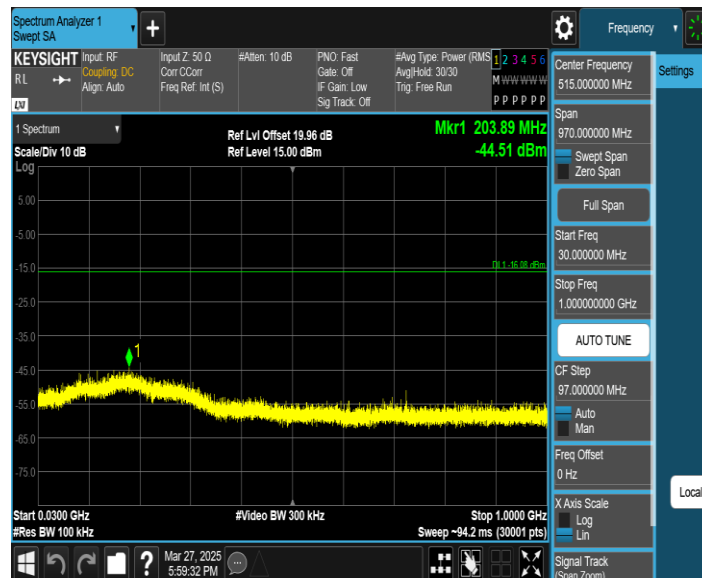 Spectrum Analyzer 1
Swept SA
Frequency
KEYSIGHT
RL
LXI
Input: RF
Coupling: DC
Align: Auto
Input Z: 50 Ω
Corr CCorr
Freq Ref: Int (S)
#Atten: 10 dB
PNO: Fast
Gate: Off
IF Gain: Low
Sig Track: Off
#Avg Type: Power (RMS
Avg|Hold: 30/30
Trig: Free Run
1 2 3 4 5 6
M W W W W W
P P P P P P
1 Spectrum
Scale/Div 10 dB
Log
Ref Lvl Offset 19.96 dB
Ref Level 15.00 dBm
Mkr1 203.89 MHz
-44.51 dBm
5.00
-5.00
-15.0
DL1 -16.08 dBm
-25.0
-35.0
1
-45.0
-55.0
-65.0
-75.0
Start 0.0300 GHz
#Res BW 100 kHz
#Video BW 300 kHz
Stop 1.0000 GHz
Sweep ~94.2 ms (30001 pts)
Mar 27, 2025
5:59:32 PM
Center Frequency
515.000000 MHz
Settings
Span
970.000000 MHz
Swept Span
Zero Span
Full Span
Start Freq
30.000000 MHz
Stop Freq
1.000000000 GHz
AUTO TUNE
CF Step
97.000000 MHz
Auto
Man
Freq Offset
0 Hz
Local
X Axis Scale
Log
Lin
Signal Track
(Span Zoom)